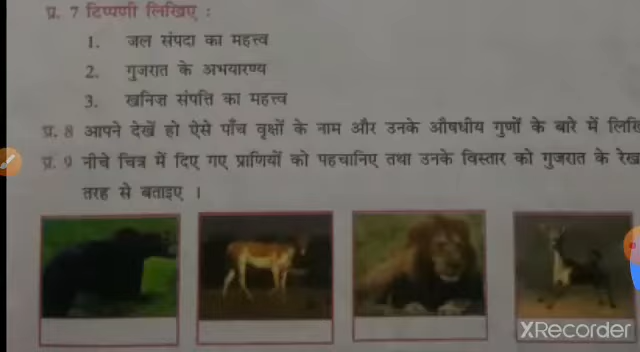 प्र. 7 टिप्पणी लिखिए :
1. जल संपदा का महत्त्व
2. गुजरात के अभयारण्य
3. खनिज संपत्ति का महत्त्व
प्र. 8 आपने देखें हो ऐसे पाँच वृक्षों के नाम और उनके औषधीय गुणों के बारे में
प्र. 9 नीचे चित्र में दिए गए प्राणियों को पहचानिए तथा उनके विस्तार को गुजरात के
तरह से बताइए ।
XRecorder